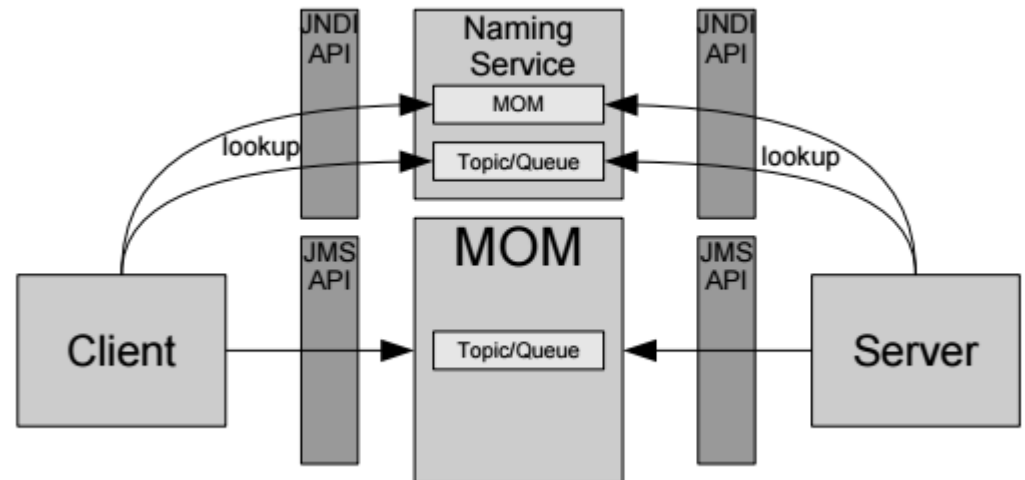 JNDI
API
Naming
Service
JNDI
API
MOM
lookup
Topic/Queue
lookup
JMS
API
MOM
JMS
API
Client
Topic/Queue
Server